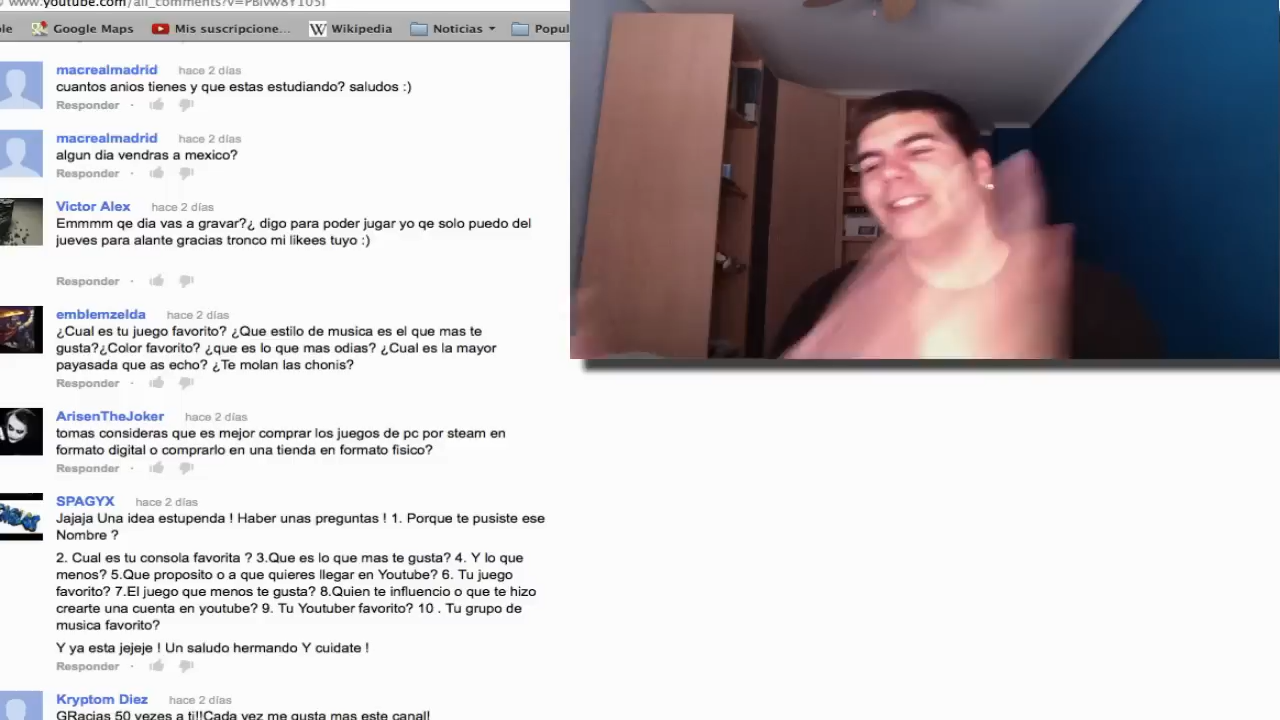 www.youtube.com/all_comments?v=PBivw8Y1O5I
Google Maps Mis suscripcione... Wikipedia Noticias Popul
macrealmadrid hace 2 días
cuantos anios tienes y que estas estudiando? saludos :)
Responder ·
macrealmadrid hace 2 días
algun dia vendras a mexico?
Responder ·
Victor Alex hace 2 días
Emmmm qe dia vas a gravar?¿ digo para poder jugar yo qe solo puedo del
jueves para alante gracias tronco mi likees tuyo :)
Responder ·
emblemzelda hace 2 días
¿Cual es tu juego favorito? ¿Que estilo de musica es el que mas te
gusta?¿Color favorito? ¿que es lo que mas odias? ¿Cual es la mayor
payasada que as echo? ¿Te molan las chonis?
Responder ·
ArisenTheJoker hace 2 días
tomas consideras que es mejor comprar los juegos de pc por steam en
formato digital o comprarlo en una tienda en formato fisico?
Responder ·
SPAGYX hace 2 días
Jajaja Una idea estupenda ! Haber unas preguntas ! 1. Porque te pusiste ese
Nombre ?
2. Cual es tu consola favorita ? 3.Que es lo que mas te gusta? 4. Y lo que
menos? 5.Que proposito o a que quieres llegar en Youtube? 6. Tu juego
favorito? 7.El juego que menos te gusta? 8.Quien te influencio o que te hizo
crearte una cuenta en youtube? 9. Tu Youtuber favorito? 10 . Tu grupo de
musica favorito?
Y ya esta jejeje ! Un saludo hermando Y cuidate !
Responder ·
Kryptom Diez hace 2 días
GRacias 50 vezes a ti!!Cada vez me gusta mas este canal!